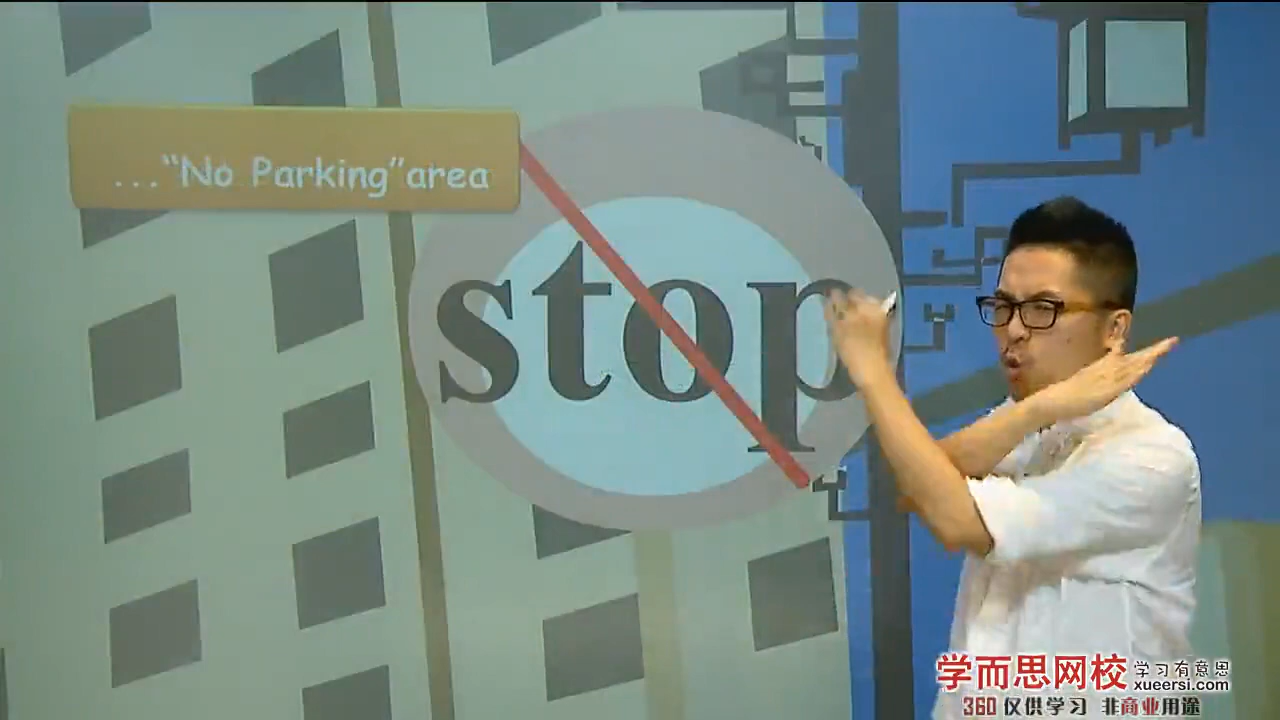 ..."No Parking"area
stop
学而思网校
学习有意思
xueersi.com
360 仅供学习 非商业用途